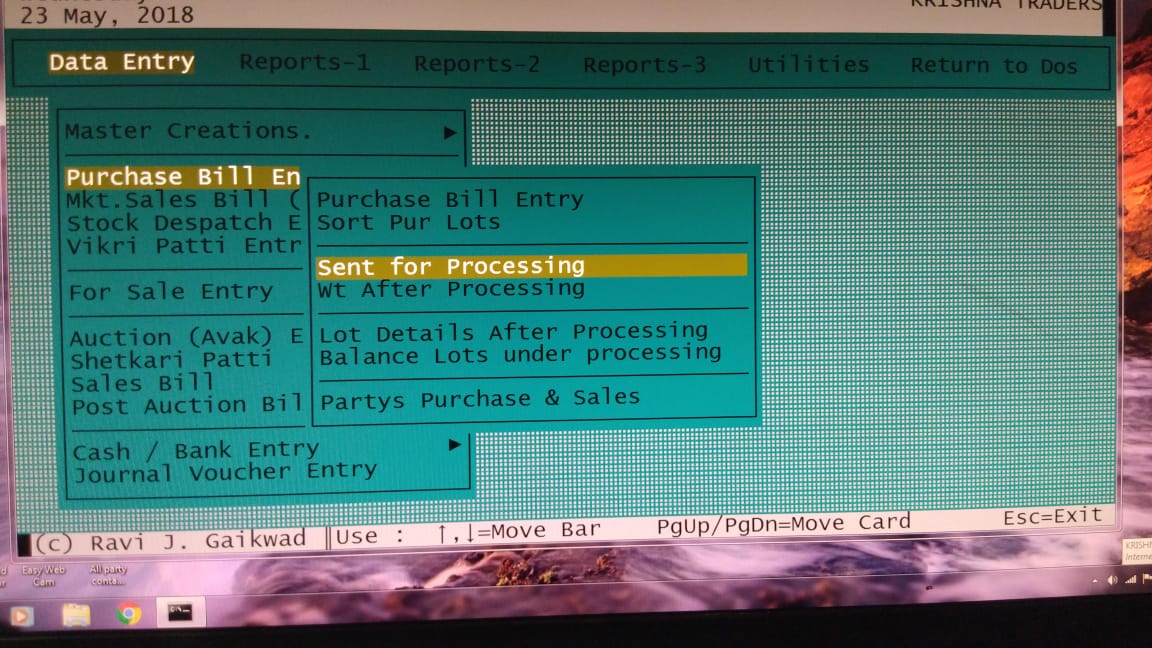 23 May, 2018
KRISHNA TRADERS
Data Entry Reports-1 Reports-2 Reports-3 Utilities Return to Dos
Master Creations.
Purchase Bill En
Mkt.Sales Bill (
Stock Despatch E
Vikri Patti Entr
For Sale Entry
Auction (Avak) E
Shetkari Patti
Sales Bill
Post Auction Bil
Cash / Bank Entry
Journal Voucher Entry
Purchase Bill Entry
Sort Pur Lots
Sent for Processing
Wt After Processing
Lot Details After Processing
Balance Lots under processing
Partys Purchase & Sales
(c) Ravi J. Gaikwad Use : ↑,↓=Move Bar PgUp/PgDn=Move Card Esc=Exit
Easy Web
Cam
All party
conta...
KRISHN
Interne